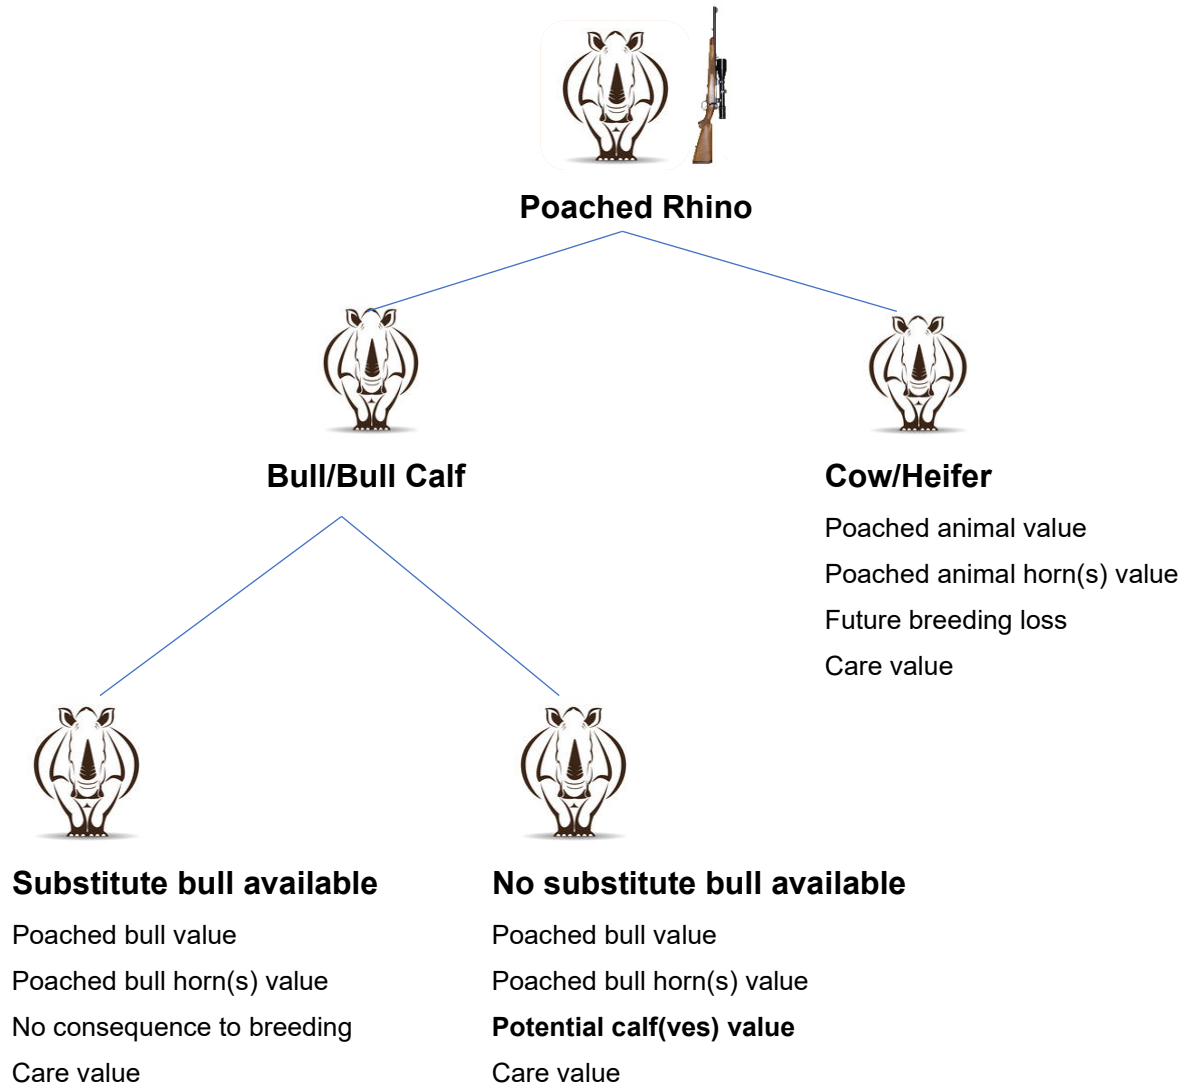 Poached Rhino
Bull/Bull Calf
Cow/Heifer
Poached animal value
Poached animal horn(s) value
Future breeding loss
Care value
Substitute bull available
Poached bull value
Poached bull horn(s) value
No consequence to breeding
Care value
No substitute bull available
Poached bull value
Poached bull horn(s) value
Potential calf(ves) value
Care value